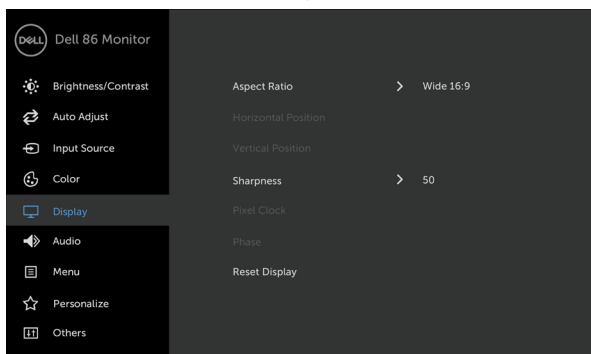 DELL Dell 86 Monitor
Brightness/Contrast
Auto Adjust
Input Source
Color
Display
Audio
Menu
Personalize
Others
Aspect Ratio Wide 16:9
Horizontal Position
Vertical Position
Sharpness 50
Pixel Clock
Phase
Reset Display